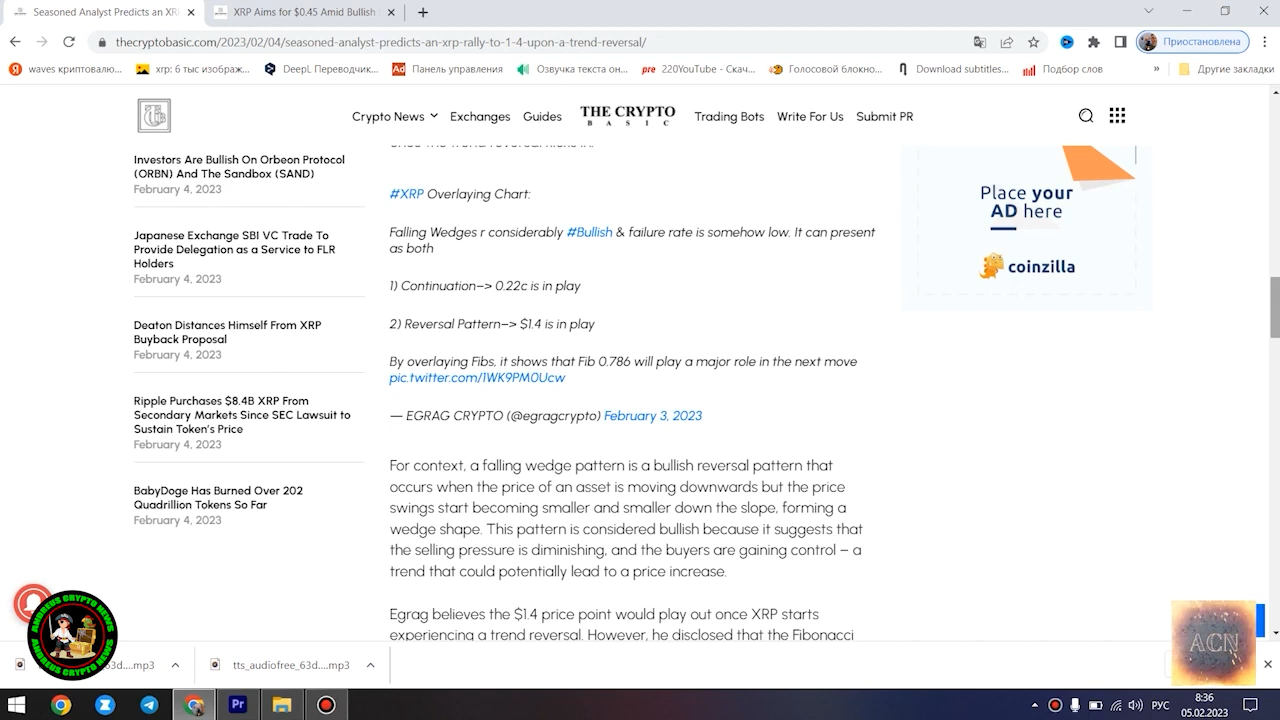 Seasoned Analyst Predicts an XR
XRP Aims for $0.45 Amid Bullish
thecryptobasic.com/2023/02/04/seasoned-analyst-predicts-an-xrp-rally-to-1-4-upon-a-trend-reversal/
Приостановлена
waves криптовалю...
xrp: 6 тыс изображ...
DeepL Переводчик...
Ad Панель управления
Озвучка текста он...
pre 220YouTube - Скач...
Голосовой блокно...
Download subtitles...
Подбор слов
»
Другие закладки
Crypto News
Exchanges
Guides
THE CRYPTO
BASIC
Trading Bots
Write For Us
Submit PR
Investors Are Bullish On Orbeon Protocol
(ORBN) And The Sandbox (SAND)
February 4, 2023
Japanese Exchange SBI VC Trade To
Provide Delegation as a Service to FLR
Holders
February 4, 2023
Deaton Distances Himself From XRP
Buyback Proposal
February 4, 2023
Ripple Purchases $8.4B XRP From
Secondary Markets Since SEC Lawsuit to
Sustain Token's Price
February 4, 2023
BabyDoge Has Burned Over 202
Quadrillion Tokens So Far
February 4, 2023
#XRP Overlaying Chart:
Falling Wedges r considerably #Bullish & failure rate is somehow low. It can present
as both
1) Continuation–> 0.22c is in play
2) Reversal Pattern–> $1.4 is in play
By overlaying Fibs, it shows that Fib 0.786 will play a major role in the next move
pic.twitter.com/1WK9PM0Ucw
— EGRAG CRYPTO (@egragcrypto) February 3, 2023
For context, a falling wedge pattern is a bullish reversal pattern that
occurs when the price of an asset is moving downwards but the price
swings start becoming smaller and smaller down the slope, forming a
wedge shape. This pattern is considered bullish because it suggests that
the selling pressure is diminishing, and the buyers are gaining control – a
trend that could potentially lead to a price increase.
Egrag believes the $1.4 price point would play out once XRP starts
experiencing a trend reversal. However, he disclosed that the Fibonacci
Place your
AD here
coinzilla
ANDREUS CRYPTO NEWS
ANDREUS CRYPTO NEWS
ACN
63d....mp3
tts_audiofree_63d....mp3
Pr
РУС
8:36
05.02.2023